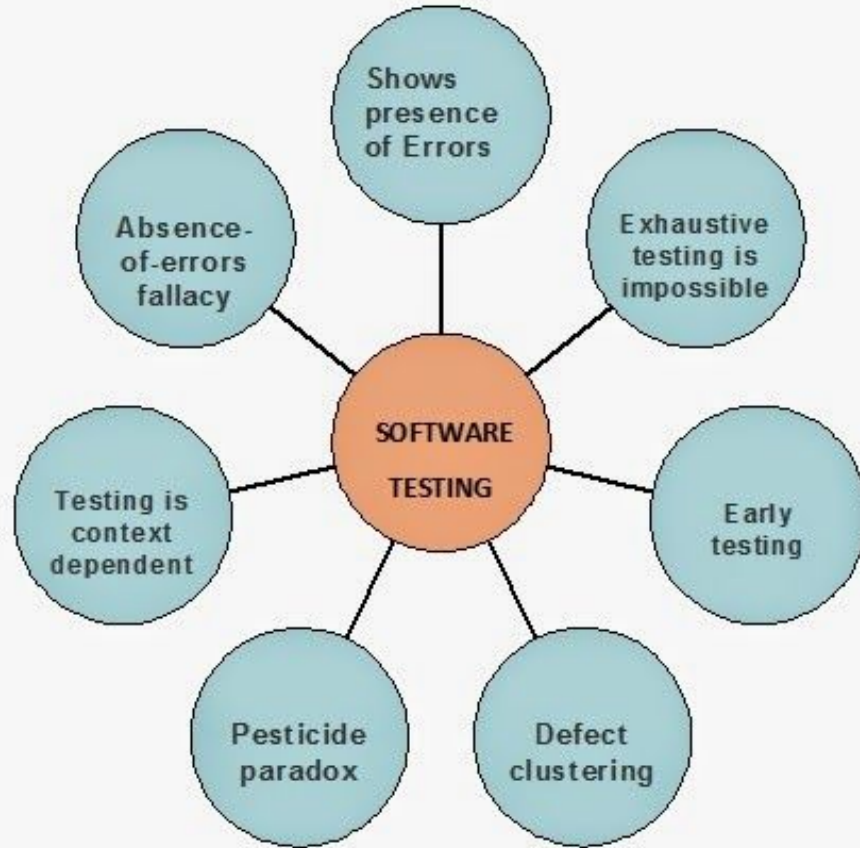 Shows
presence
of Errors
Exhaustive
testing is
impossible
Early
testing
Defect
clustering
Pesticide
paradox
Testing is
context
dependent
Absence-
of-errors
fallacy
SOFTWARE
TESTING